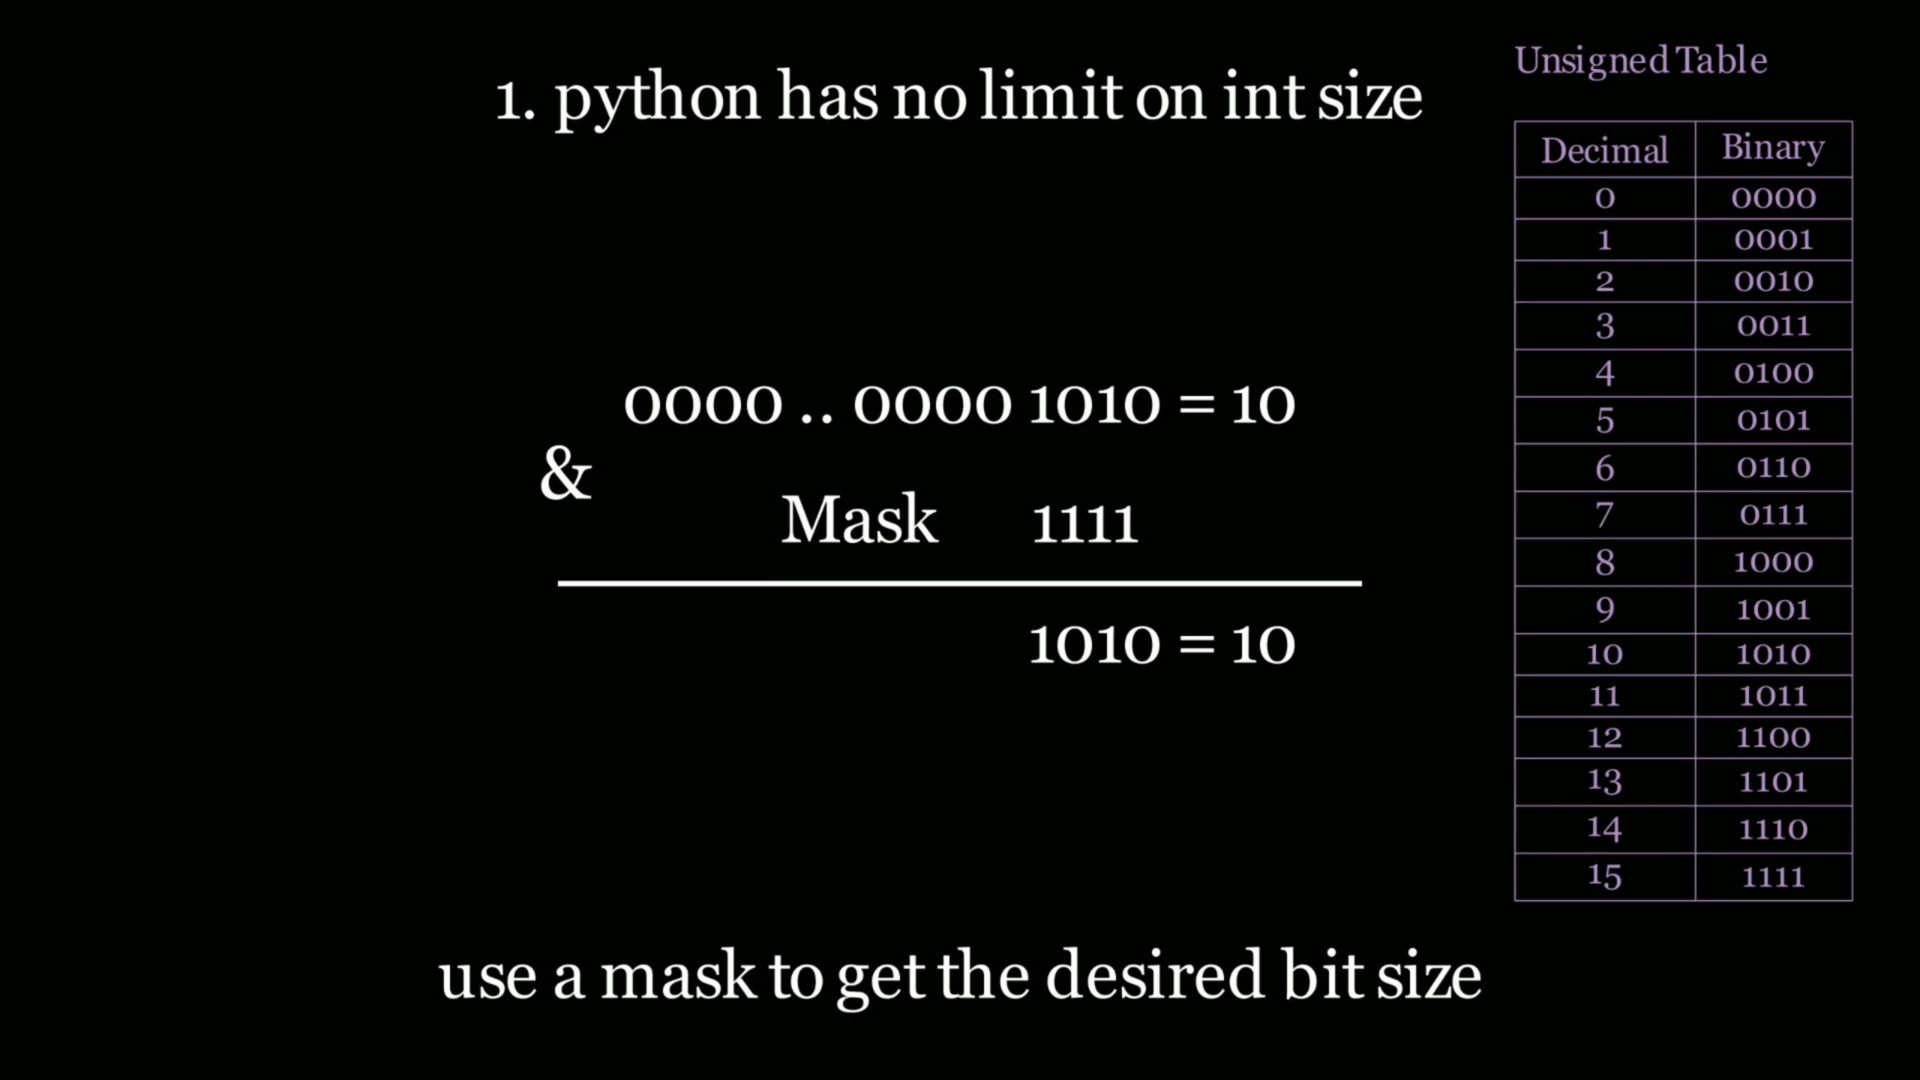 1. python has no limit on int size
0000 .. 0000 1010 = 10
&
Mask 1111
1010 = 10
use a mask to get the desired bit size
Unsigned Table
Decimal Binary
0 0000
1 0001
2 0010
3 0011
4 0100
5 0101
6 0110
7 0111
8 1000
9 1001
10 1010
11 1011
12 1100
13 1101
14 1110
15 1111